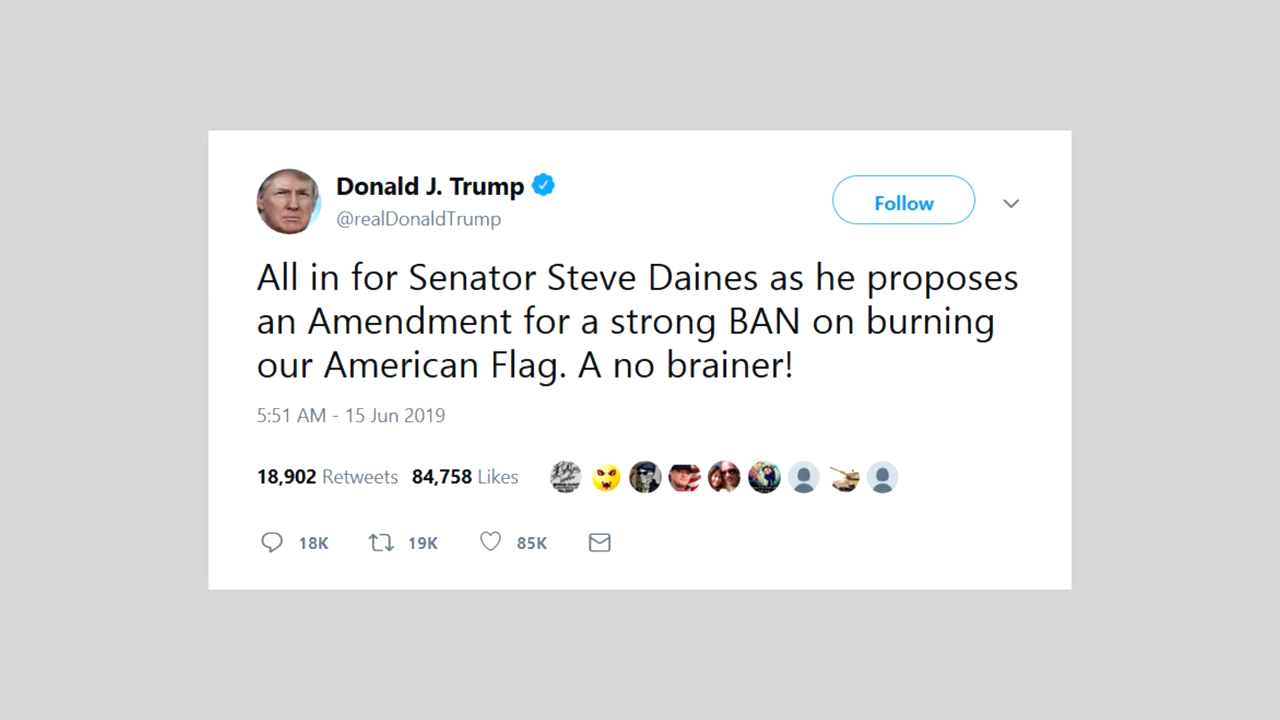 Donald J. Trump
@realDonaldTrump
Follow
All in for Senator Steve Daines as he proposes
an Amendment for a strong BAN on burning
our American Flag. A no brainer!
5:51 AM - 15 Jun 2019
18,902 Retweets 84,758 Likes
18K 19K 85K